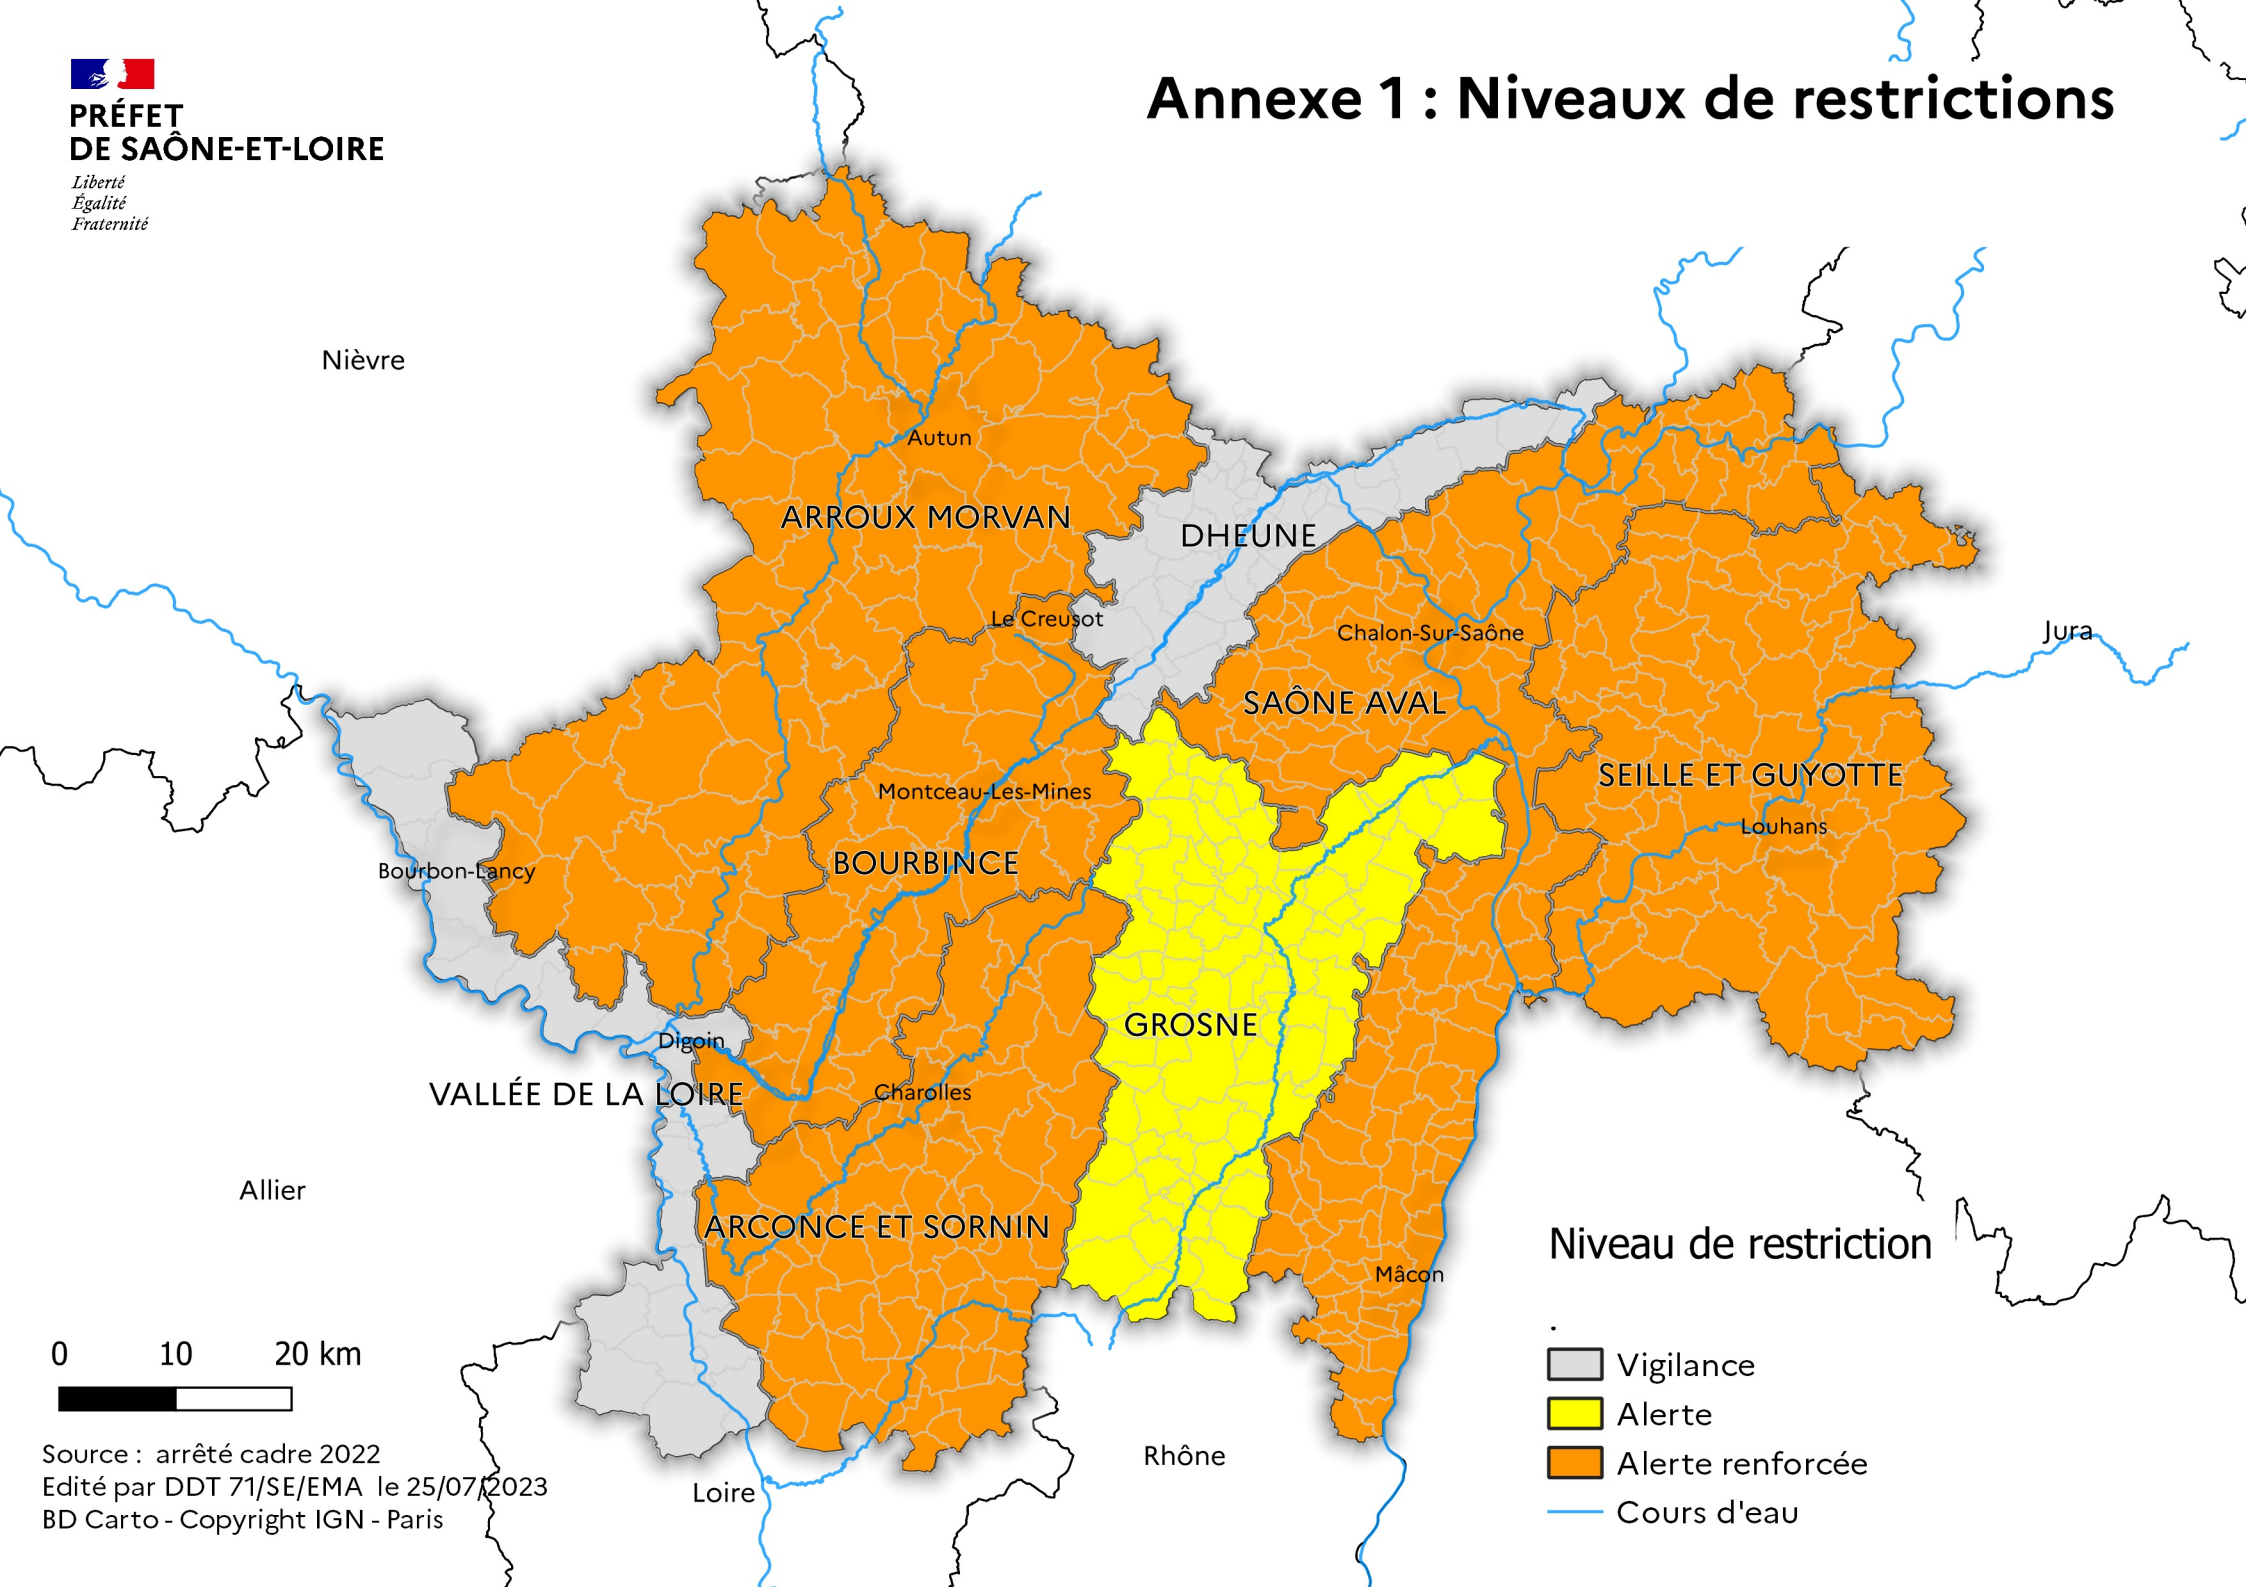 PRÉFET
DE SAÔNE-ET-LOIRE
Liberté
Égalité
Fraternité
Annexe 1 : Niveaux de restrictions
Nièvre
Autun
ARROUX MORVAN
DHEUNE
Le Creusot
Chalon-Sur-Saône
Jura
SAÔNE AVAL
SEILLE ET GUYOTTE
Montceau-Les-Mines
Louhans
BOURBINCE
Bourbon-Lancy
GROSNE
Digoin
VALLÉE DE LA LOIRE
Charolles
Allier
ARCONCE ET SORNIN
Mâcon
Rhône
Loire
Niveau de restriction
.
Vigilance
Alerte
Alerte renforcée
Cours d'eau
0 10 20 km
Source : arrêté cadre 2022
Edité par DDT 71/SE/EMA le 25/07/2023
BD Carto - Copyright IGN - Paris